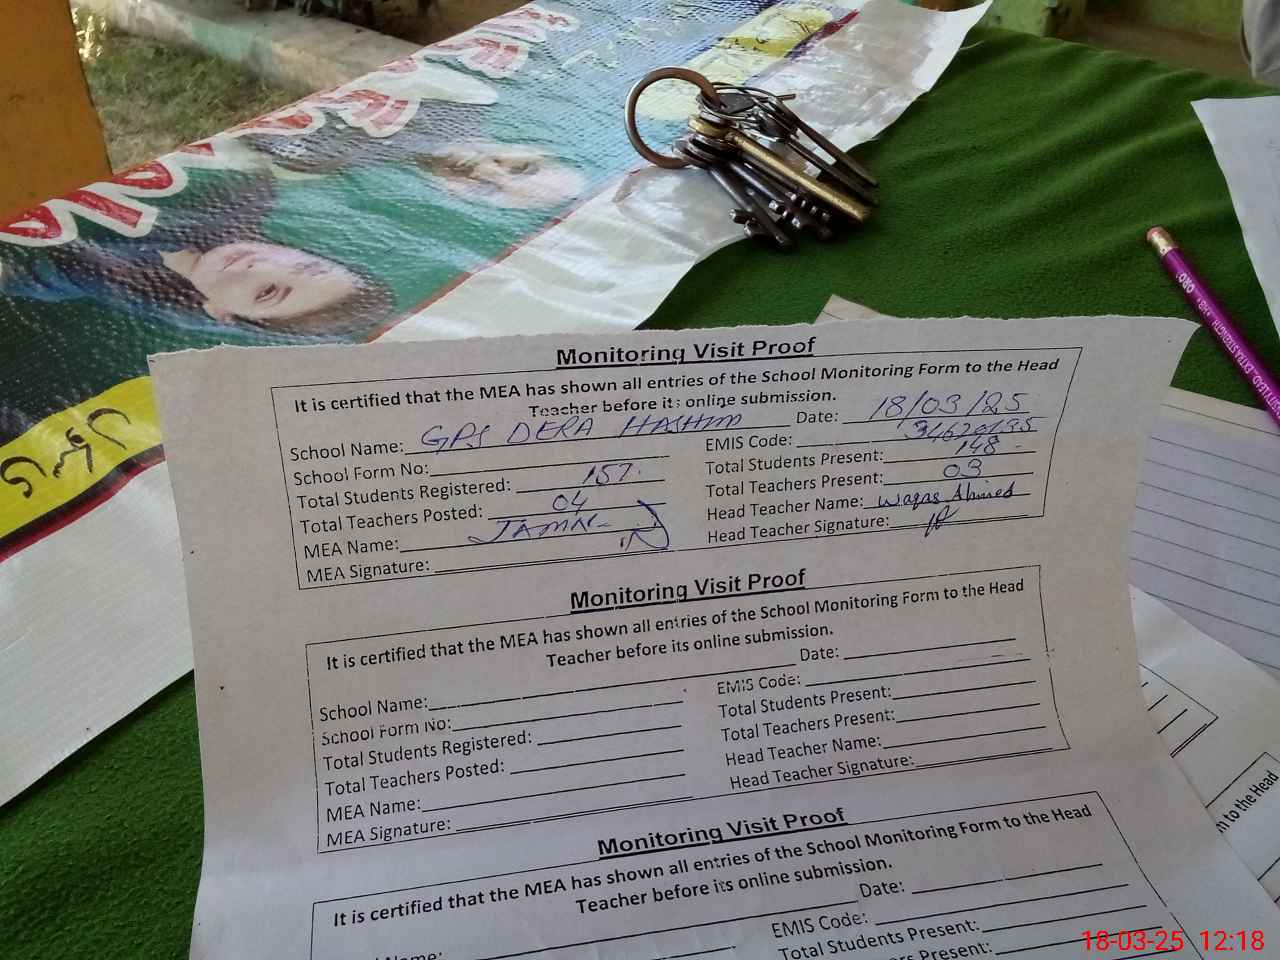 Monitoring Visit Proof
It is certified that the MEA has shown all entries of the School Monitoring Form to the Head
Teacher before its online submission.
School Name: GPS DERA HASHIM Date: 18/03/25
School Form No: EMIS Code:
Total Students Registered: 157 Total Students Present: 148
Total Teachers Posted: 04 Total Teachers Present: 03
MEA Name: JAMAL Head Teacher Name: Waqas Ahmed
MEA Signature: Head Teacher Signature:
Monitoring Visit Proof
It is certified that the MEA has shown all entries of the School Monitoring Form to the Head
Teacher before its online submission.
School Name: Date:
School Form No: EMIS Code:
Total Students Registered: Total Students Present:
Total Teachers Posted: Total Teachers Present:
MEA Name: Head Teacher Name:
MEA Signature: Head Teacher Signature:
Monitoring Visit Proof
It is certified that the MEA has shown all entries of the School Monitoring Form to the Head
Teacher before its online submission.
Date:
EMIS Code:
Total Students Present:
Name:
ers Present:
m to the Head
EXTRA STRENGTH
18-03-25 12:18